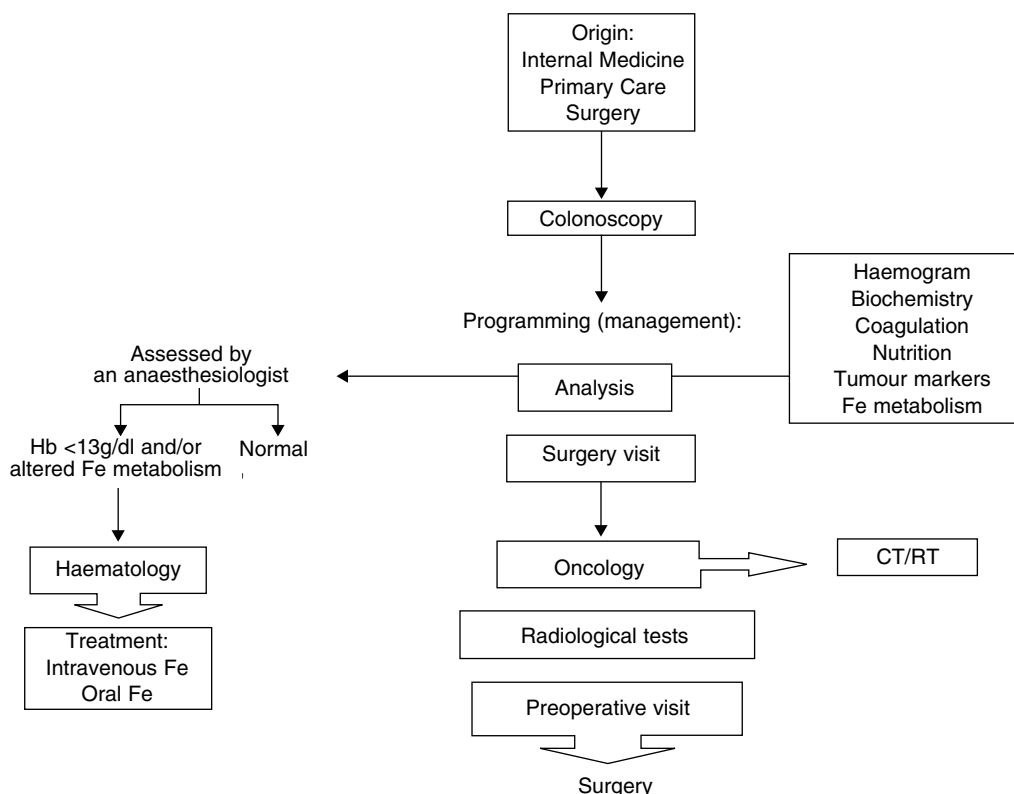 Origin:
Internal Medicine
Primary Care
Surgery
Colonoscopy
Programming (management):
Haemogram
Biochemistry
Coagulation
Nutrition
Tumour markers
Fe metabolism
Analysis
Assessed by
an anaesthesiologist
Hb <13g/dl and/or
altered Fe metabolism
Normal
Haematology
Treatment:
Intravenous Fe
Oral Fe
Surgery visit
Oncology
CT/RT
Radiological tests
Preoperative visit
Surgery